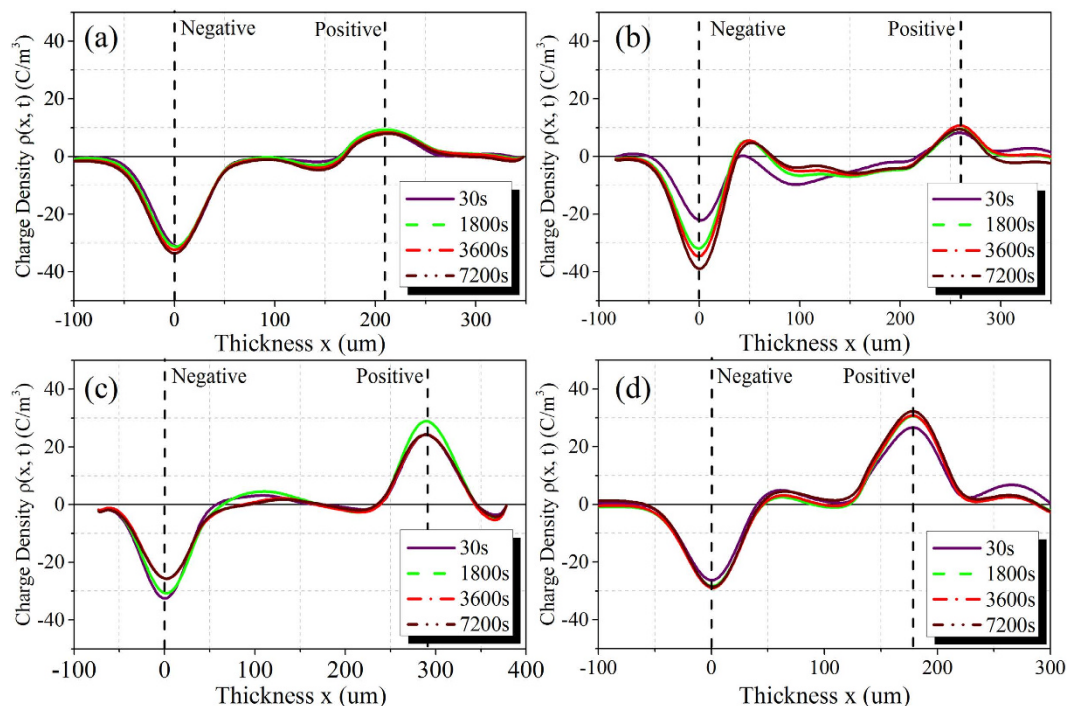 (a)
Negative
Positive
Charge Density ρ(x, t) (C/m³)
40
20
0
-20
-40
30s
1800s
3600s
7200s
-100
0
100
200
300
Thickness x (um)
(b)
Negative
Positive
Charge Density ρ(x, t) (C/m³)
40
20
0
-20
-40
30s
1800s
3600s
7200s
-100
0
100
200
300
Thickness x (um)
(c)
Negative
Positive
Charge Density ρ(x, t) (C/m³)
40
20
0
-20
-40
30s
1800s
3600s
7200s
-100
0
100
200
300
400
Thickness x (um)
(d)
Negative
Positive
Charge Density ρ(x, t) (C/m³)
40
20
0
-20
-40
30s
1800s
3600s
7200s
-100
0
100
200
300
Thickness x (um)